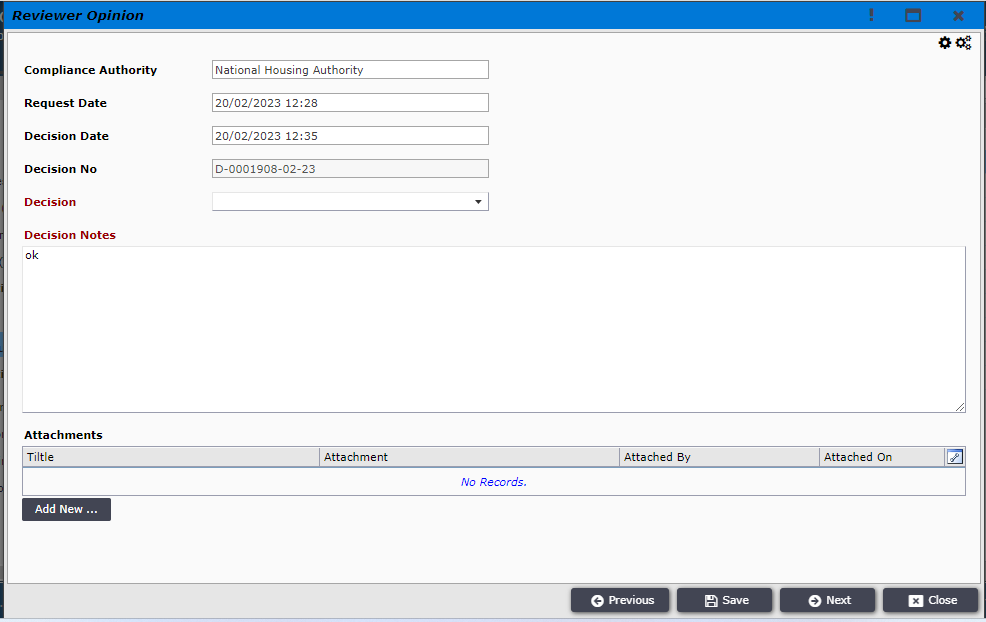 Reviewer Opinion
Compliance Authority National Housing Authority
Request Date 20/02/2023 12:28
Decision Date 20/02/2023 12:35
Decision No D-0001908-02-23
Decision
Decision Notes
ok
Attachments
Tiltle Attachment Attached By Attached On
No Records.
Add New ...
Previous Save Next Close